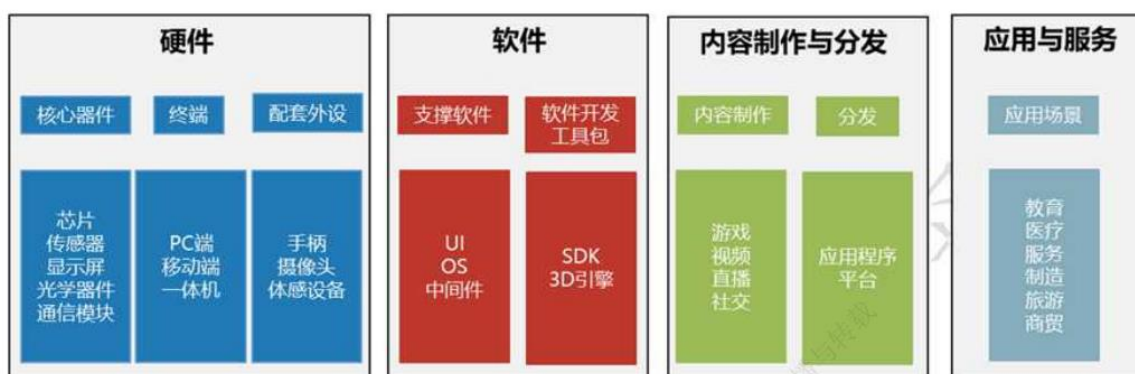 硬件
核心器件
终端
配套外设
芯片
传感器
显示屏
光学器件
通信模块
PC端
移动端
一体机
手柄
摄像头
体感设备
软件
支撑软件
软件开发
工具包
UI
OS
中间件
SDK
3D引擎
内容制作与分发
内容制作
分发
游戏
视频
直播
社交
应用程序
平台
应用与服务
应用场景
教育
医疗
服务
制造
旅游
商贸
与转载